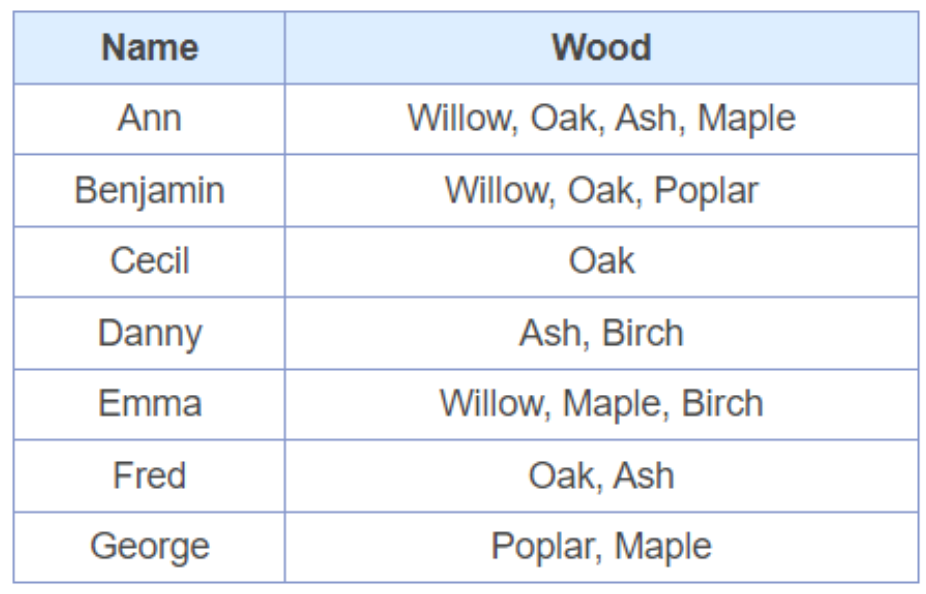 Name Wood
Ann Willow, Oak, Ash, Maple
Benjamin Willow, Oak, Poplar
Cecil Oak
Danny Ash, Birch
Emma Willow, Maple, Birch
Fred Oak, Ash
George Poplar, Maple